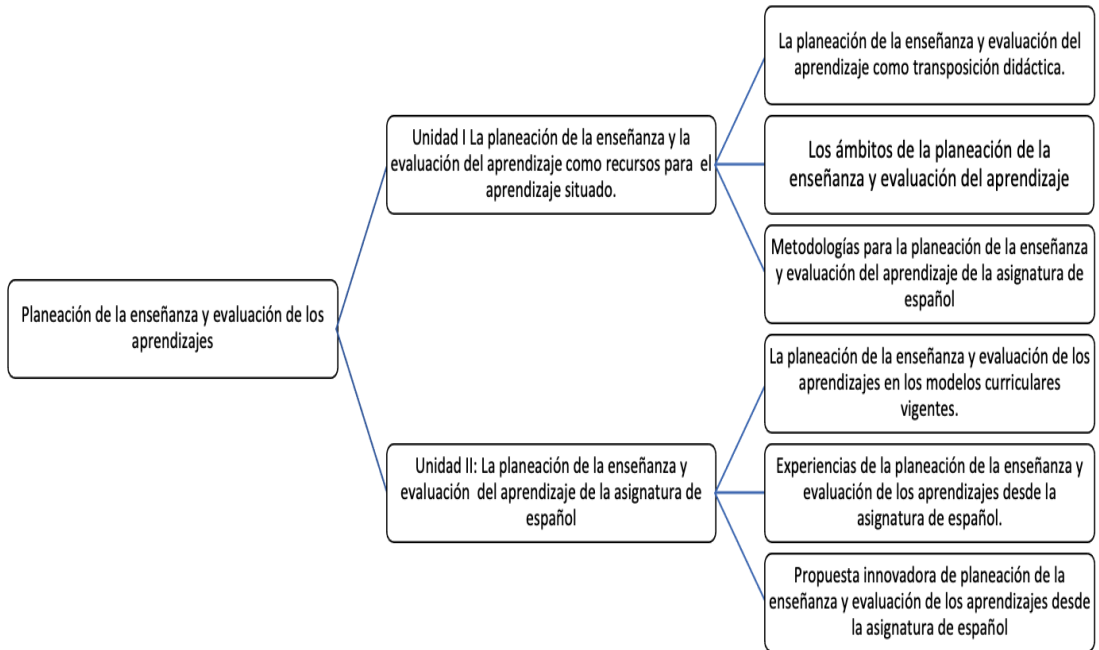 Planeación de la enseñanza y evaluación de los
aprendizajes
Unidad I La planeación de la enseñanza y la
evaluación del aprendizaje como recursos para el
aprendizaje situado.
La planeación de la enseñanza y evaluación del
aprendizaje como transposición didáctica.
Los ámbitos de la planeación de la
enseñanza y evaluación del aprendizaje
Metodologías para la planeación de la enseñanza
y evaluación del aprendizaje de la asignatura de
español
Unidad II: La planeación de la enseñanza y
evaluación del aprendizaje de la asignatura de
español
La planeación de la enseñanza y evaluación de los
aprendizajes en los modelos curriculares
vigentes.
Experiencias de la planeación de la enseñanza y
evaluación de los aprendizajes desde la
asignatura de español.
Propuesta innovadora de planeación de la
enseñanza y evaluación de los aprendizajes desde
la asignatura de español